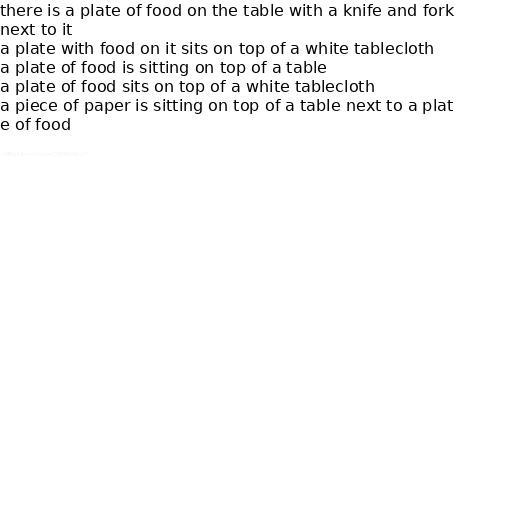 there is a plate of food on the table with a knife and fork
next to it
a plate with food on it sits on top of a white tablecloth
a plate of food is sitting on top of a table
a plate of food sits on top of a white tablecloth
a piece of paper is sitting on top of a table next to a plat
e of food